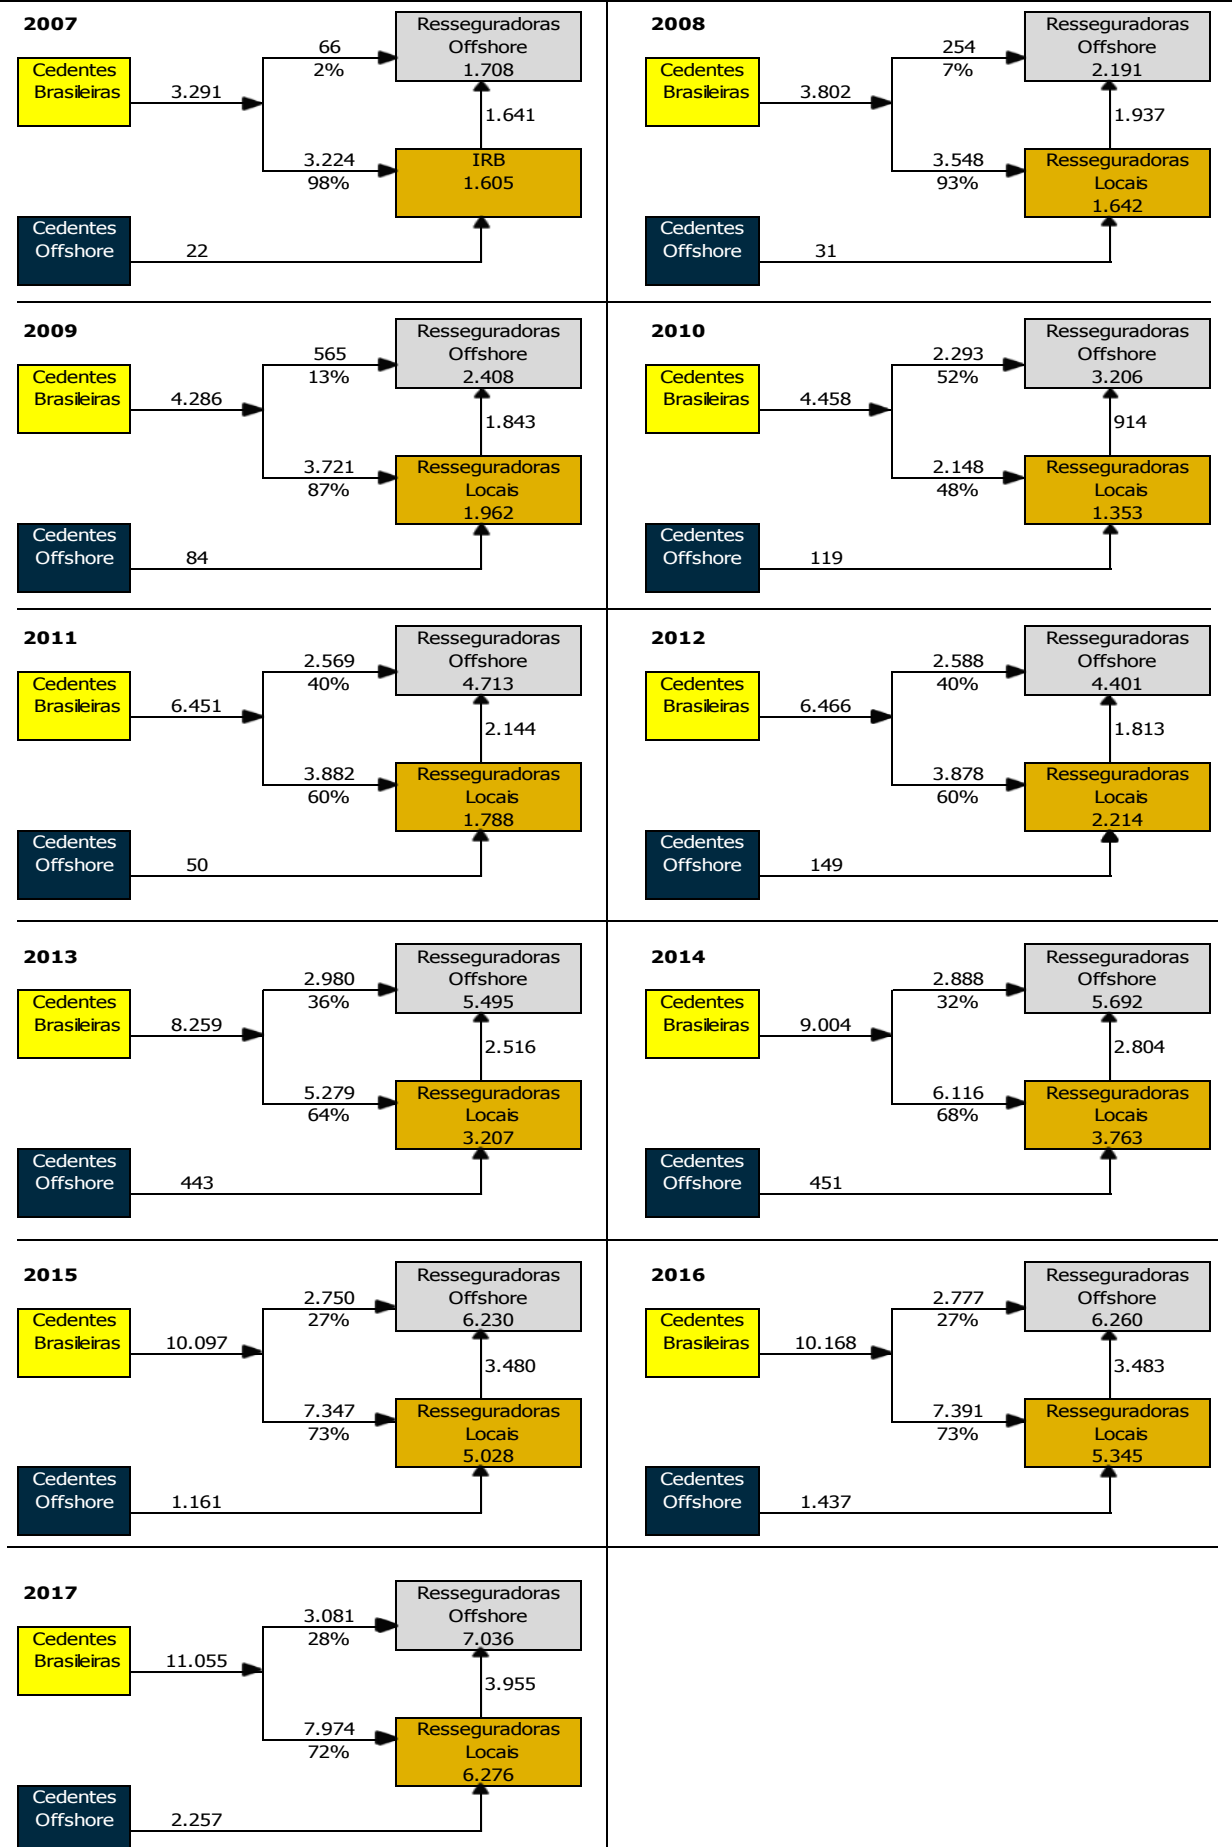 2007
Cedentes
Brasileiras
3.291
66
2%
Resseguradoras
Offshore
1.708
1.641
3.224
98%
IRB
1.605
Cedentes
Offshore
22
2008
Cedentes
Brasileiras
3.802
254
7%
Resseguradoras
Offshore
2.191
1.937
3.548
93%
Resseguradoras
Locais
1.642
Cedentes
Offshore
31
2009
Cedentes
Brasileiras
4.286
565
13%
Resseguradoras
Offshore
2.408
1.843
3.721
87%
Resseguradoras
Locais
1.962
Cedentes
Offshore
84
2010
Cedentes
Brasileiras
4.458
2.293
52%
Resseguradoras
Offshore
3.206
914
2.148
48%
Resseguradoras
Locais
1.353
Cedentes
Offshore
119
2011
Cedentes
Brasileiras
6.451
2.569
40%
Resseguradoras
Offshore
4.713
2.144
3.882
60%
Resseguradoras
Locais
1.788
Cedentes
Offshore
50
2012
Cedentes
Brasileiras
6.466
2.588
40%
Resseguradoras
Offshore
4.401
1.813
3.878
60%
Resseguradoras
Locais
2.214
Cedentes
Offshore
149
2013
Cedentes
Brasileiras
8.259
2.980
36%
Resseguradoras
Offshore
5.495
2.516
5.279
64%
Resseguradoras
Locais
3.207
Cedentes
Offshore
443
2014
Cedentes
Brasileiras
9.004
2.888
32%
Resseguradoras
Offshore
5.692
2.804
6.116
68%
Resseguradoras
Locais
3.763
Cedentes
Offshore
451
2015
Cedentes
Brasileiras
10.097
2.750
27%
Resseguradoras
Offshore
6.230
3.480
7.347
73%
Resseguradoras
Locais
5.028
Cedentes
Offshore
1.161
2016
Cedentes
Brasileiras
10.168
2.777
27%
Resseguradoras
Offshore
6.260
3.483
7.391
73%
Resseguradoras
Locais
5.345
Cedentes
Offshore
1.437
2017
Cedentes
Brasileiras
11.055
3.081
28%
Resseguradoras
Offshore
7.036
3.955
7.974
72%
Resseguradoras
Locais
6.276
Cedentes
Offshore
2.257